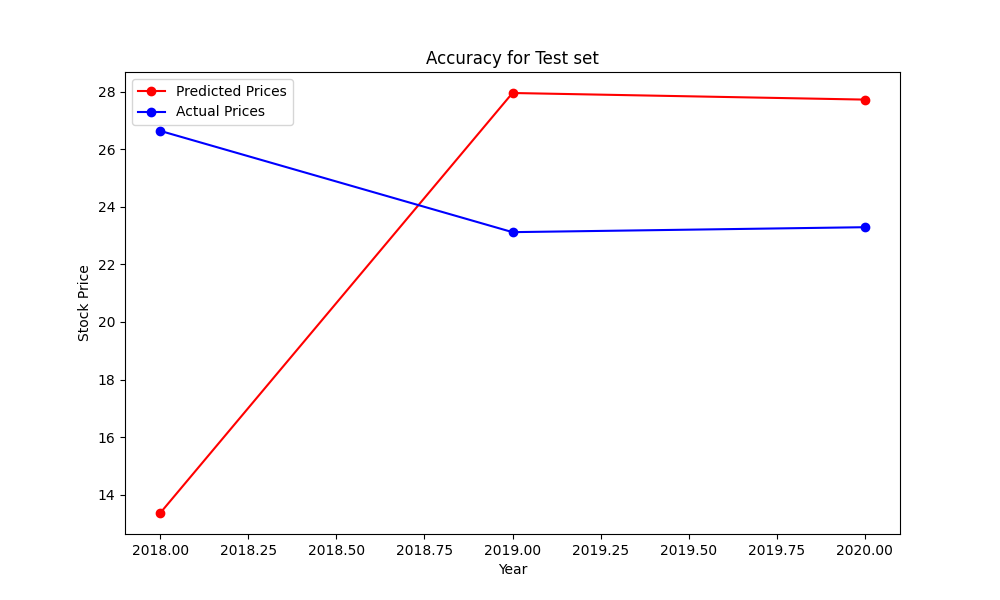 Accuracy for Test set
Predicted Prices
Actual Prices
28
26
24
22
20
18
16
14
Stock Price
2018.00 2018.25 2018.50 2018.75 2019.00 2019.25 2019.50 2019.75 2020.00
Year